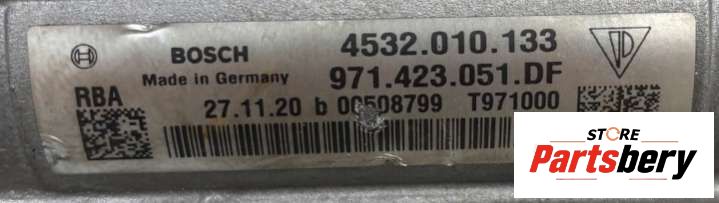 BOSCH 4532.010.133
Made in Germany 971.423.051.DF
RBA 27.11.20 b 00508799 T971000
STORE
Partsbery